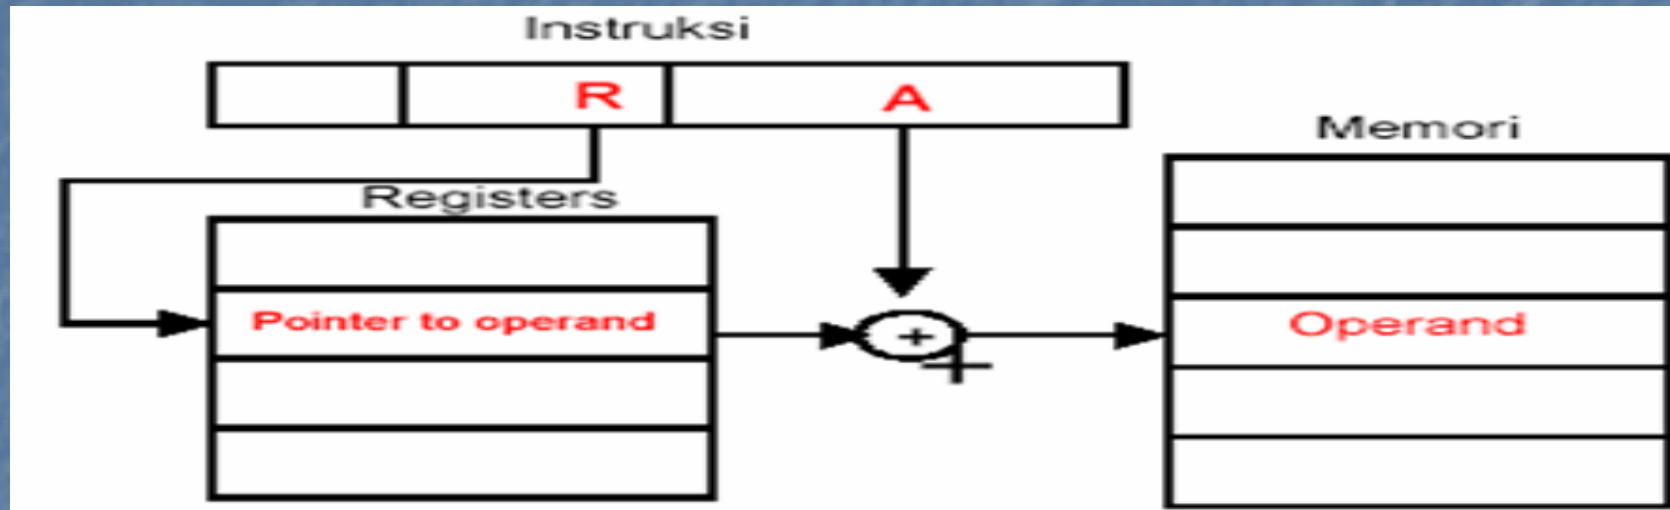 Instruksi
R A
Memori
Registers
Pointer to operand
+
Operand